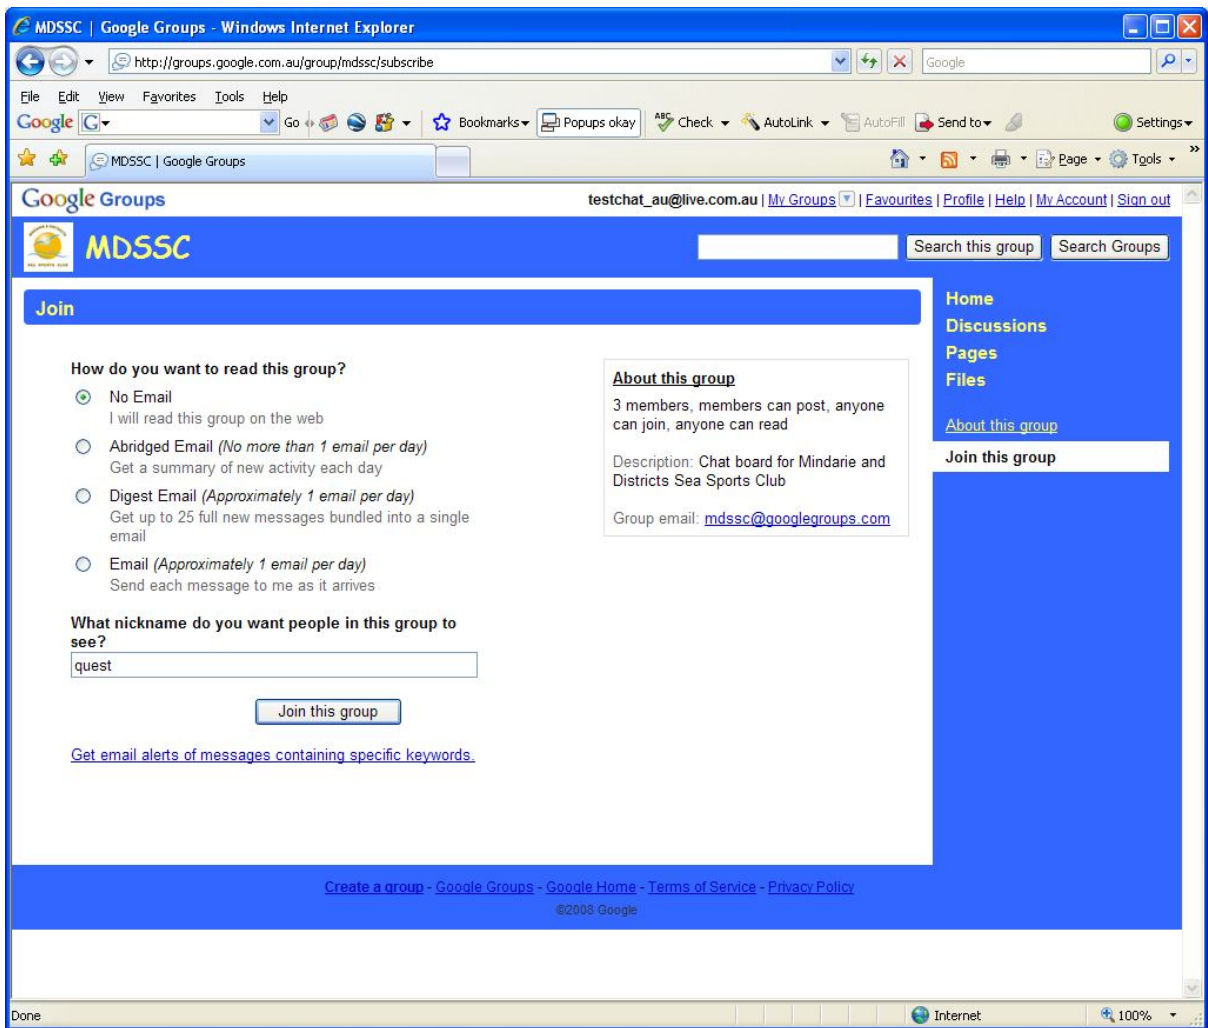 MDSSC | Google Groups - Windows Internet Explorer
http://groups.google.com.au/group/mdssc/subscribe
Google
File Edit View Favorites Tools Help
Google G Go Bookmarks Popups okay ABC Check AutoLink AutoFill Send to Settings
MDSSC | Google Groups
Page Tools »
Google Groups
testchat_au@live.com.au | My Groups | Favourites | Profile | Help | My Account | Sign out
MDSSC
Search this group Search Groups
Join
How do you want to read this group?
No Email
I will read this group on the web
Abridged Email (No more than 1 email per day)
Get a summary of new activity each day
Digest Email (Approximately 1 email per day)
Get up to 25 full new messages bundled into a single
email
Email (Approximately 1 email per day)
Send each message to me as it arrives
What nickname do you want people in this group to
see?
quest
Join this group
Get email alerts of messages containing specific keywords.
About this group
3 members, members can post, anyone
can join, anyone can read
Description: Chat board for Mindarie and
Districts Sea Sports Club
Group email: mdssc@googlegroups.com
Home
Discussions
Pages
Files
About this group
Join this group
Create a group - Google Groups - Google Home - Terms of Service - Privacy Policy
©2008 Google
Done Internet 100%